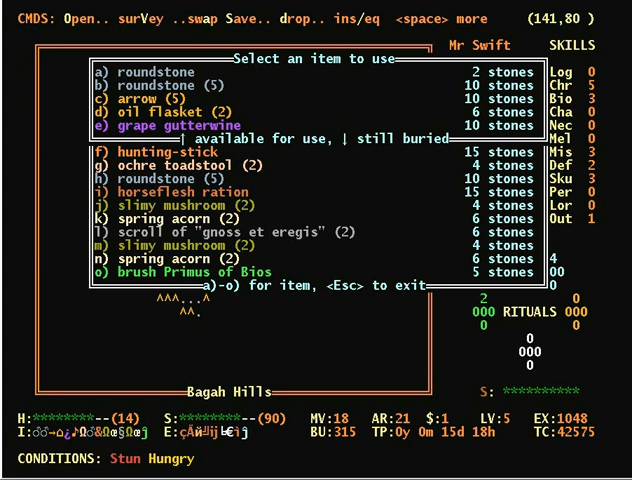 CMDS: Open.. surVey ..swap Save.. drop.. ins/eq <space> more (141,80 )
Mr Swift SKILLS
Select an item to use
a) roundstone 2 stones Log 0
b) roundstone (5) 10 stones Chr 5
c) arrow (5) 10 stones Bio 3
d) oil flasket (2) 6 stones Cha 0
e) grape gutterwine 10 stones Nec 0
↑ available for use, ↓ still buried Mel 0
f) hunting-stick 15 stones Mis 3
g) ochre toadstool (2) 4 stones Def 2
h) roundstone (5) 10 stones Sku 3
i) horseflesh ration 15 stones Per 0
j) slimy mushroom (2) 4 stones Lor 0
k) spring acorn (2) 6 stones Out 1
l) scroll of "gnoss et eregis" (2) 6 stones
m) slimy mushroom (2) 4 stones
n) spring acorn (2) 6 stones 4
o) brush Primus of Bios 5 stones 00
a)-o) for item, <Esc> to exit 0
^^^...^ 2 0
^^. 000 RITUALS 000
0 0
0
000
0
Bagah Hills S: **********
H:********--(14) S:********--(90) MV:18 AR:21 $:1 LV:5 EX:1048
I: E: BU:315 TP:0y 0m 15d 18h TC:42575
CONDITIONS: Stun Hungry